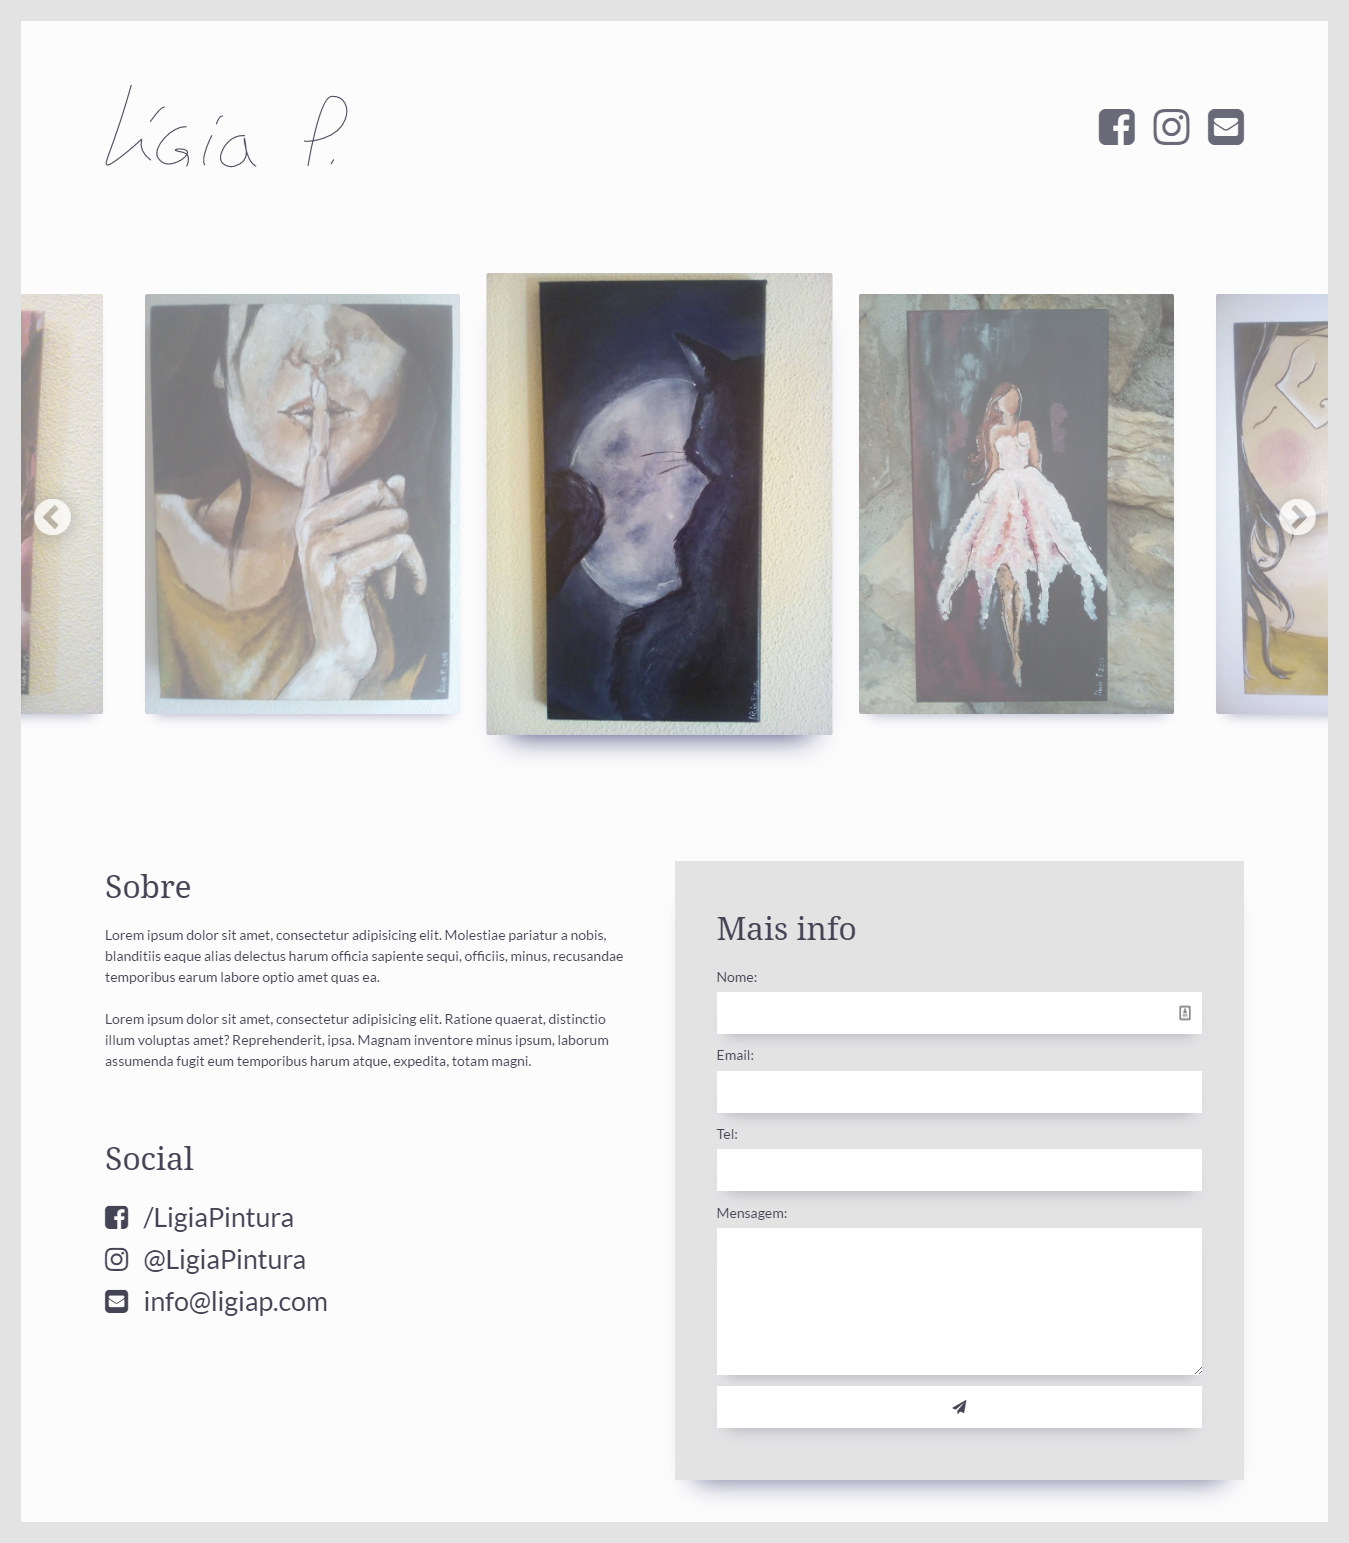 Lígia P.
Sobre
Lorem ipsum dolor sit amet, consectetur adipisicing elit. Molestiae pariatur a nobis,
blanditiis eaque alias delectus harum officia sapiente sequi, officiis, minus, recusandae
temporibus earum labore optio amet quas ea.
Lorem ipsum dolor sit amet, consectetur adipisicing elit. Ratione quaerat, distinctio
illum voluptas amet? Reprehenderit, ipsa. Magnam inventore minus ipsum, laborum
assumenda fugit eum temporibus harum atque, expedita, totam magni.
Social
/LigiaPintura
@LigiaPintura
info@ligiap.com
Mais info
Nome:
Email:
Tel:
Mensagem: